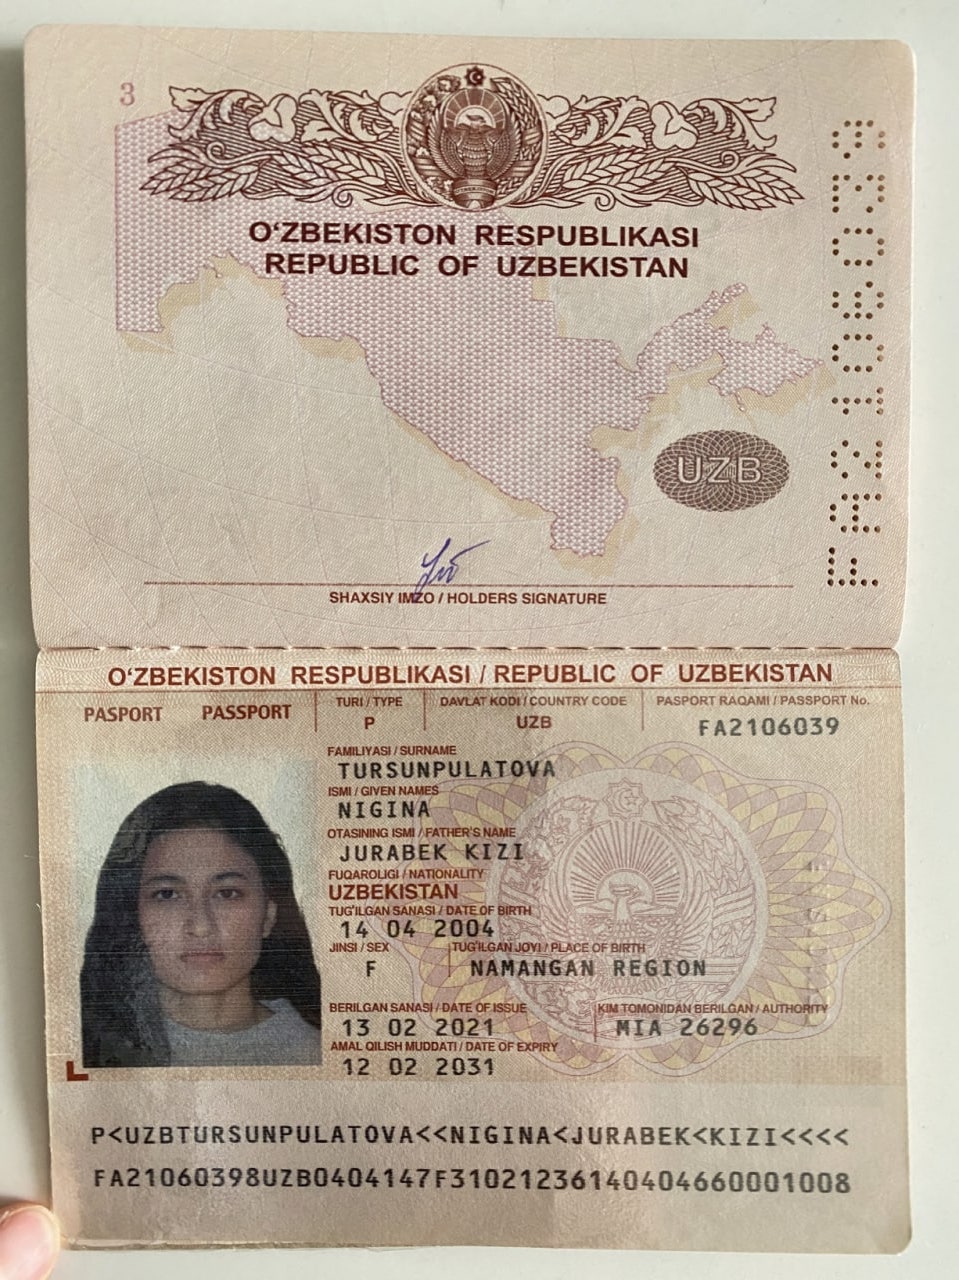 3
O‘ZBEKISTON RESPUBLIKASI
REPUBLIC OF UZBEKISTAN
UZB
FA2106039
SHAXSIY IMZO / HOLDERS SIGNATURE
O‘ZBEKISTON RESPUBLIKASI / REPUBLIC OF UZBEKISTAN
PASPORT PASSPORT
TURI / TYPE
P
DAVLAT KODI / COUNTRY CODE
UZB
PASPORT RAQAMI / PASSPORT No.
FA2106039
FAMILIYASI / SURNAME
TURSUNPULATOVA
ISMI / GIVEN NAMES
NIGINA
OTASINING ISMI / FATHER'S NAME
JURABEK KIZI
FUQAROLIGI / NATIONALITY
UZBEKISTAN
TUG'ILGAN SANASI / DATE OF BIRTH
14 04 2004
JINSI / SEX
F
TUG'ILGAN JOYI / PLACE OF BIRTH
NAMANGAN REGION
BERILGAN SANASI / DATE OF ISSUE
13 02 2021
KIM TOMONIDAN BERILGAN / AUTHORITY
MIA 26296
AMAL QILISH MUDDATI / DATE OF EXPIRY
12 02 2031
P<UZBTURSUNPULATOVA<<NIGINA<JURABEK<KIZI<<<<
FA21060398UZB0404147F31021236140404660001008